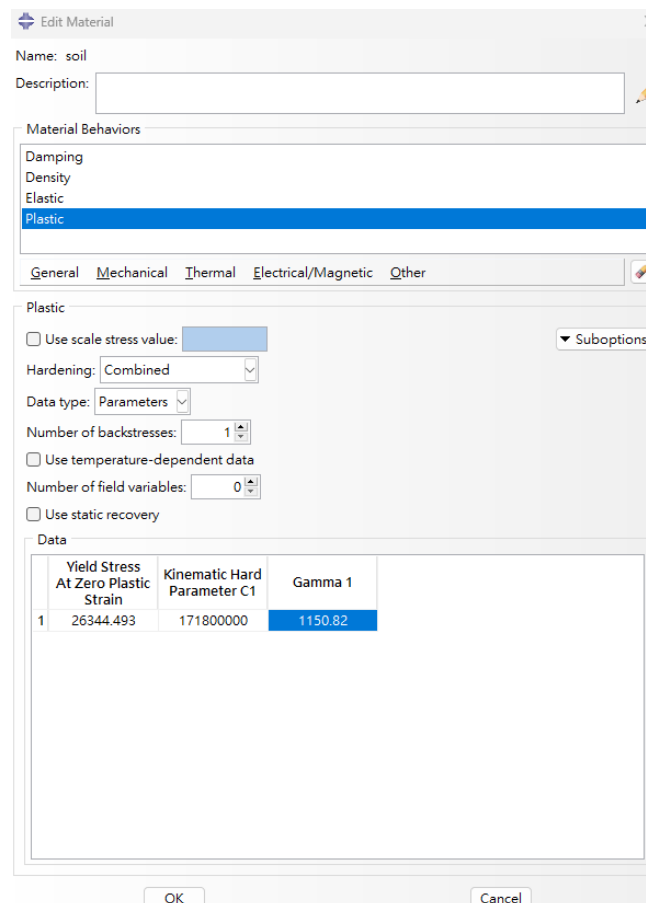 Edit Material
Name: soil
Description:
Material Behaviors
Damping
Density
Elastic
Plastic
General Mechanical Thermal Electrical/Magnetic Other
Plastic
Use scale stress value:
Suboptions
Hardening: Combined
Data type: Parameters
Number of backstresses: 1
Use temperature-dependent data
Number of field variables: 0
Use static recovery
Data
Yield Stress
At Zero Plastic
Strain
Kinematic Hard
Parameter C1
Gamma 1
1 26344.493 171800000 1150.82
OK Cancel